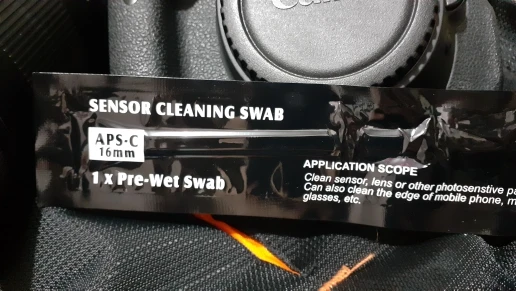 SENSOR CLEANING SWAB
APS-C
16mm
1 x Pre-Wet Swab
APPLICATION SCOPE
Clean sensor, lens or other photosenstive
Can also clean the edge of mobile phone,
glasses, etc.